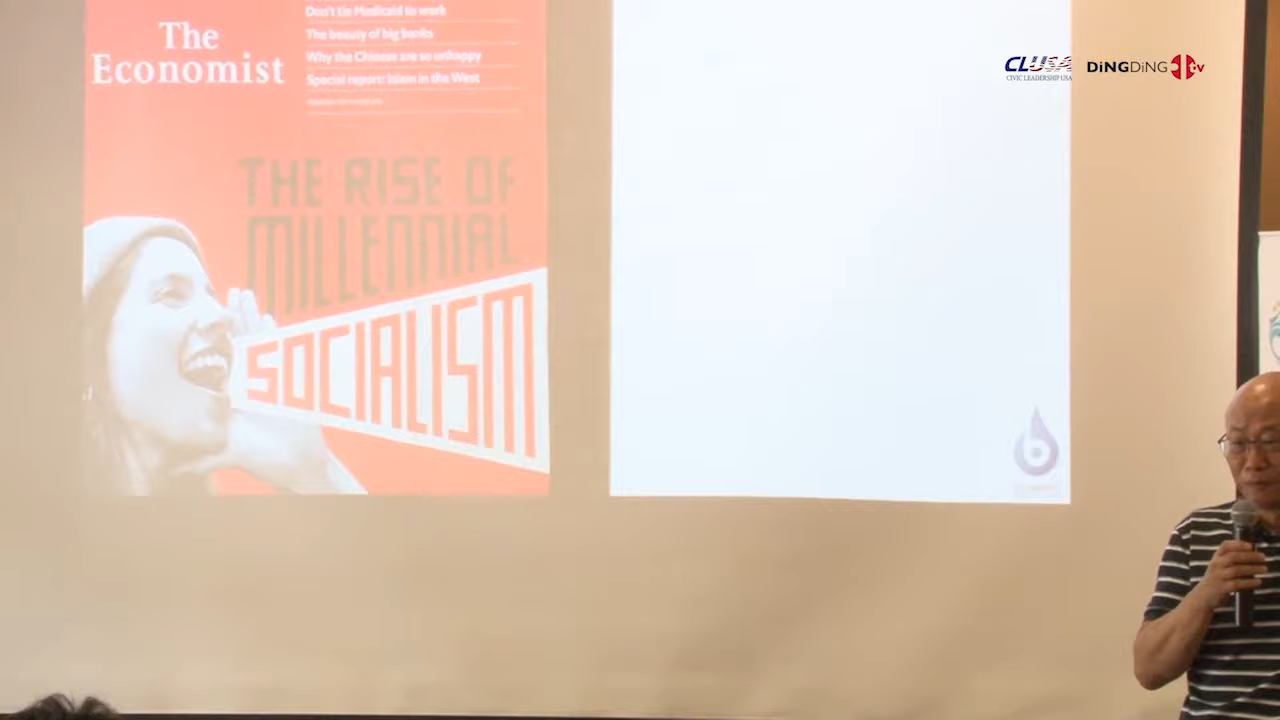 The
Economist
Don't tie Medicaid to work
The beauty of big banks
Why the Chinese are so unhappy
Special report: Islam in the West
THE RISE OF
MILLENNIAL
SOCIALISM
CLUSA
CIVIC LEADERSHIP USA
DiNGDiNG tv
b